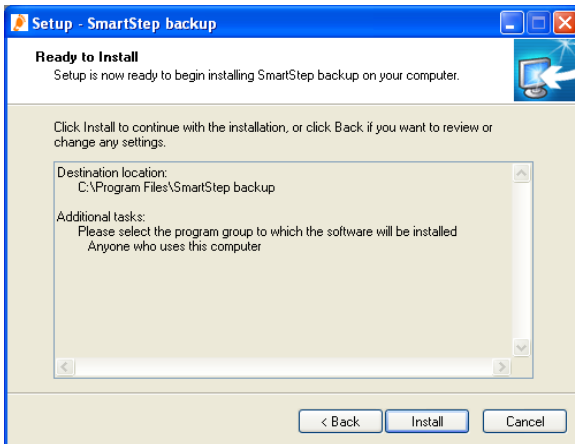 Setup - SmartStep backup
Ready to Install
Setup is now ready to begin installing SmartStep backup on your computer.
Click Install to continue with the installation, or click Back if you want to review or
change any settings.
Destination location:
C:\Program Files\SmartStep backup
Additional tasks:
Please select the program group to which the software will be installed
Anyone who uses this computer
< Back
Install
Cancel